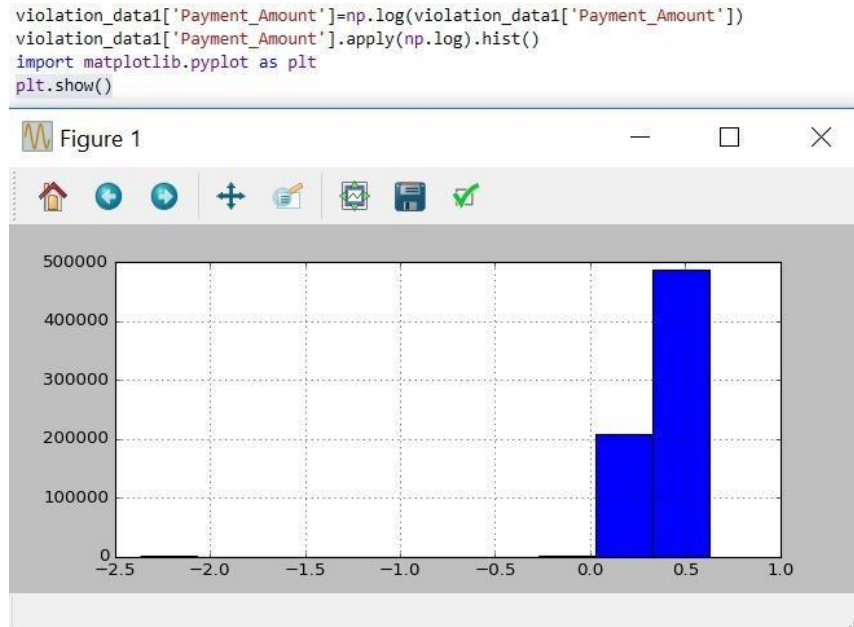 violation_data1['Payment_Amount']=np.log(violation_data1['Payment_Amount'])
violation_data1['Payment_Amount'].apply(np.log).hist()
import matplotlib.pyplot as plt
plt.show()
Figure 1
500000
400000
300000
200000
100000
0
−2.5 −2.0 −1.5 −1.0 −0.5 0.0 0.5 1.0